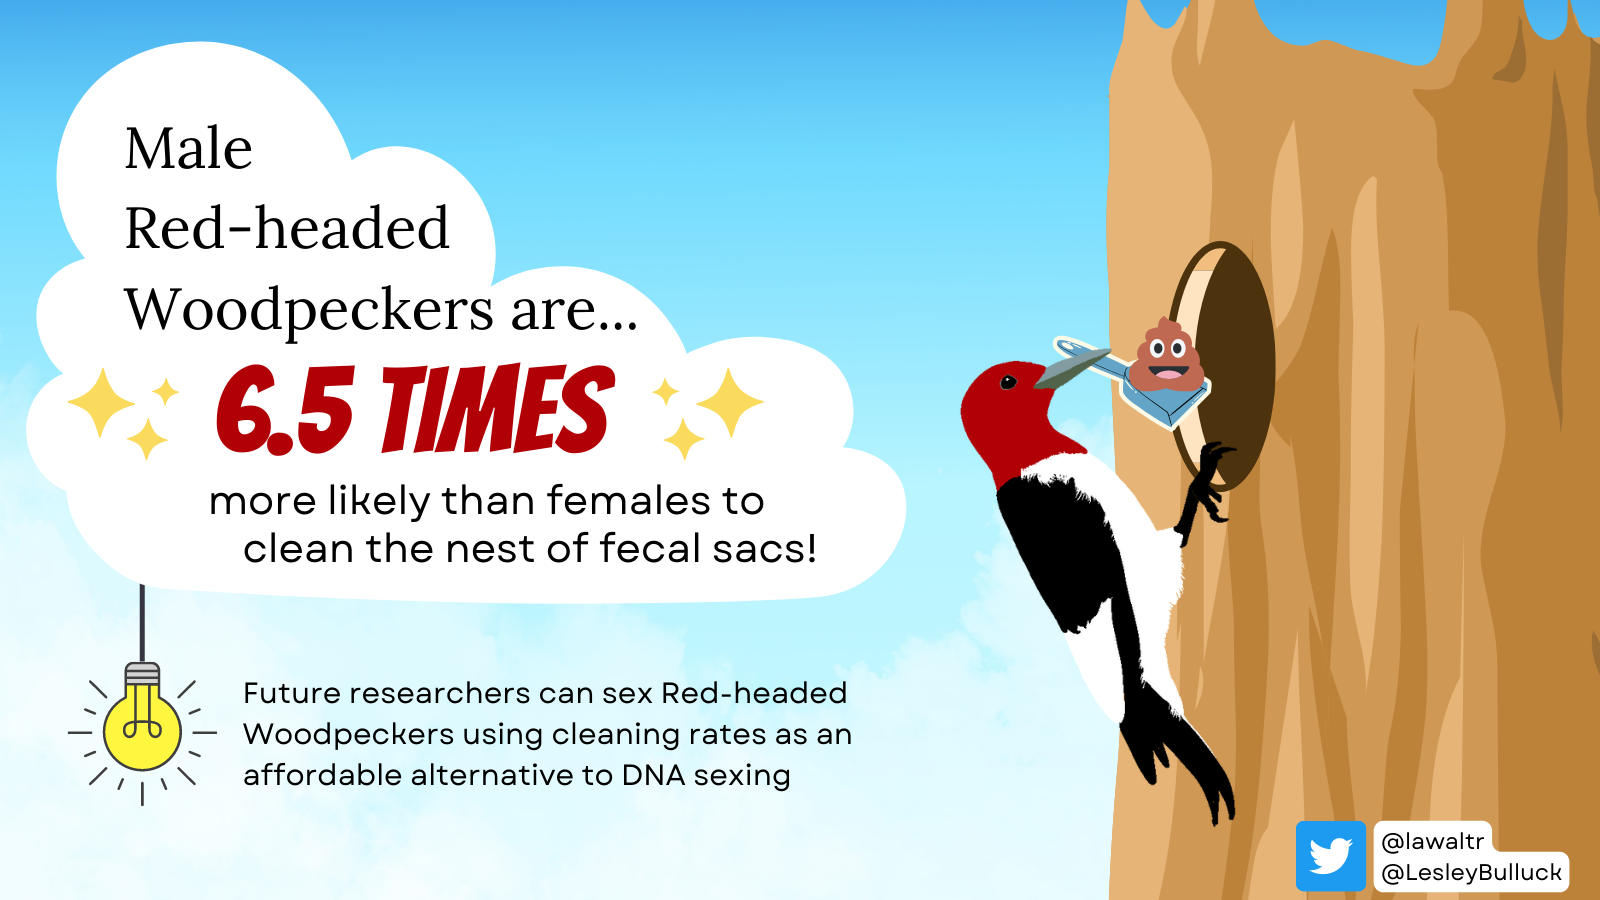 Male
Red-headed
Woodpeckers are...
6.5 TIMES
more likely than females to
clean the nest of fecal sacs!
Future researchers can sex Red-headed
Woodpeckers using cleaning rates as an
affordable alternative to DNA sexing
@lawaltr
@LesleyBulluck